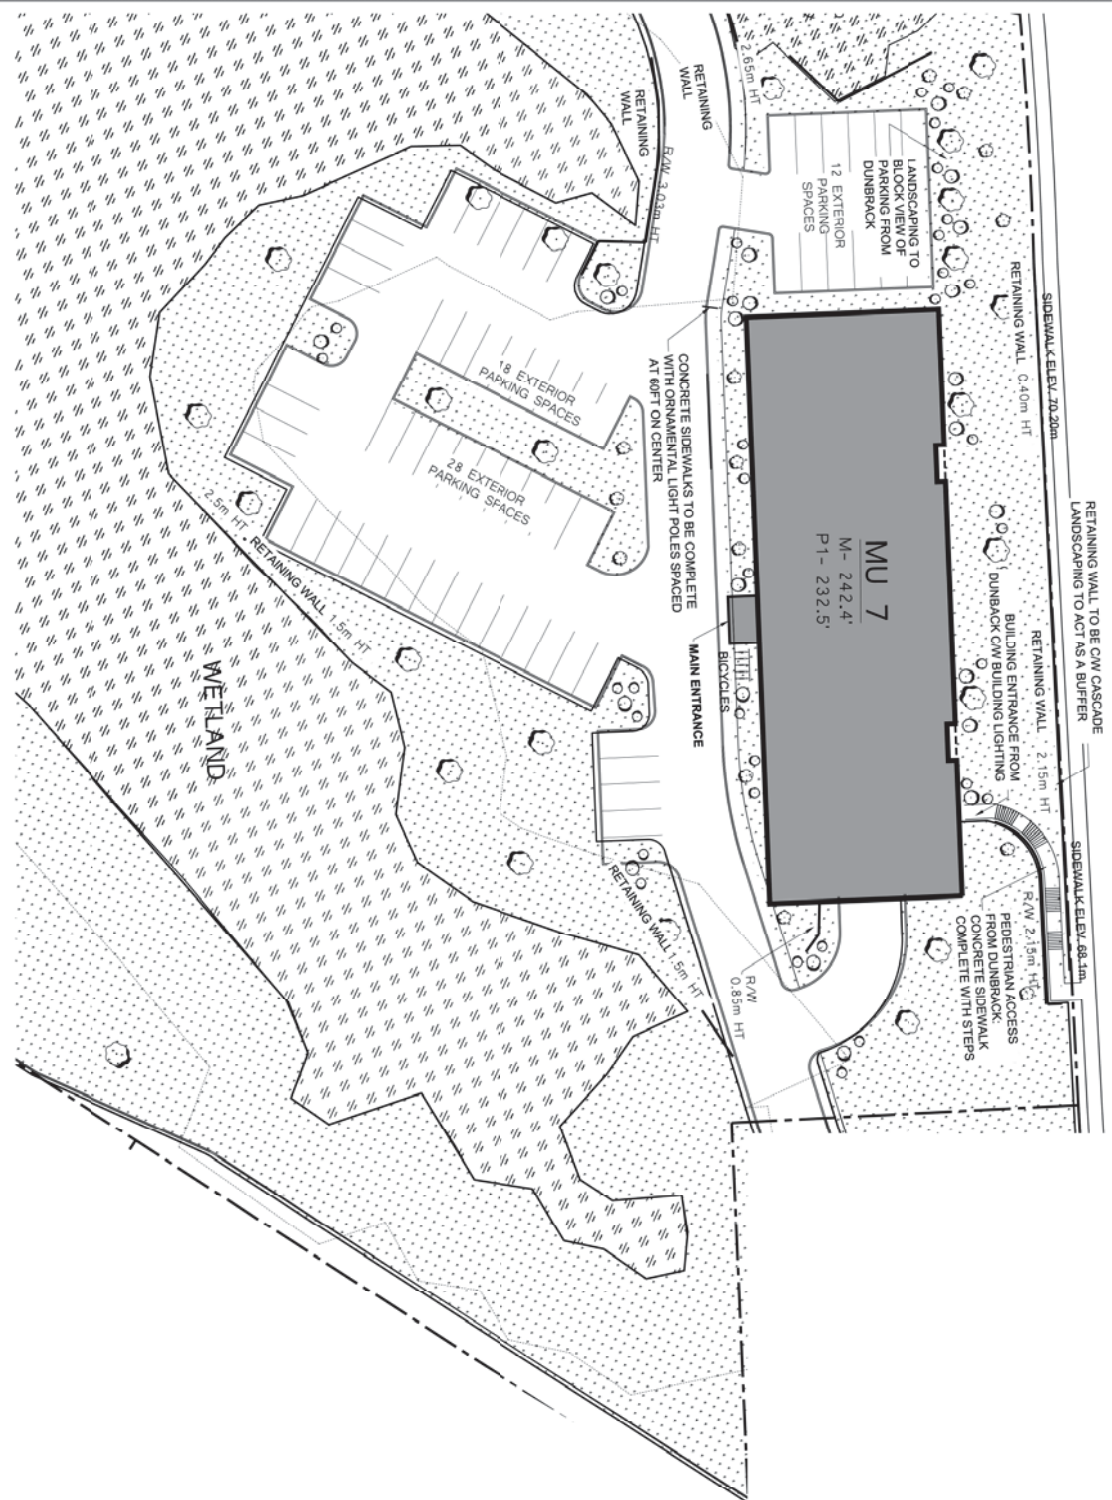 RETAINING WALL TO BE C/W CASCADE
LANDSCAPING TO ACT AS A BUFFER
SIDEWALK ELEV. 70.20m
SIDEWALK ELEV. 68.1m
RETAINING WALL 0.40m HT
RETAINING WALL 2.15m HT
R/W 2.15m HT
BUILDING ENTRANCE FROM
DUNBACK C/W BUILDING LIGHTING
PEDESTRIAN ACCESS
FROM DUNBRACK:
CONCRETE SIDEWALK
COMPLETE WITH STEPS
LANDSCAPING TO
BLOCK VIEW OF
PARKING FROM
DUNBRACK
12 EXTERIOR
PARKING
SPACES
MU 7
M- 242.4'
P1- 232.5'
2.65m HT
RETAINING
WALL
RETAINING
WALL
R/W 3.03m HT
CONCRETE SIDEWALKS TO BE COMPLETE
WITH ORNAMENTAL LIGHT POLES SPACED
AT 60FT ON CENTER
MAIN ENTRANCE
BICYCLES
R/W
0.85m HT
18 EXTERIOR
PARKING SPACES
28 EXTERIOR
PARKING SPACES
RETAINING WALL 1.5m HT
2.5m HT
RETAINING WALL 1.5m HT
WETLAND